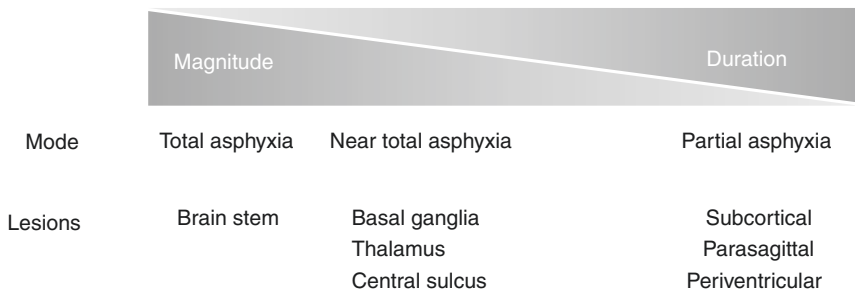 Magnitude Duration
Mode Total asphyxia Near total asphyxia Partial asphyxia
Lesions Brain stem Basal ganglia Subcortical
Thalamus Parasagittal
Central sulcus Periventricular